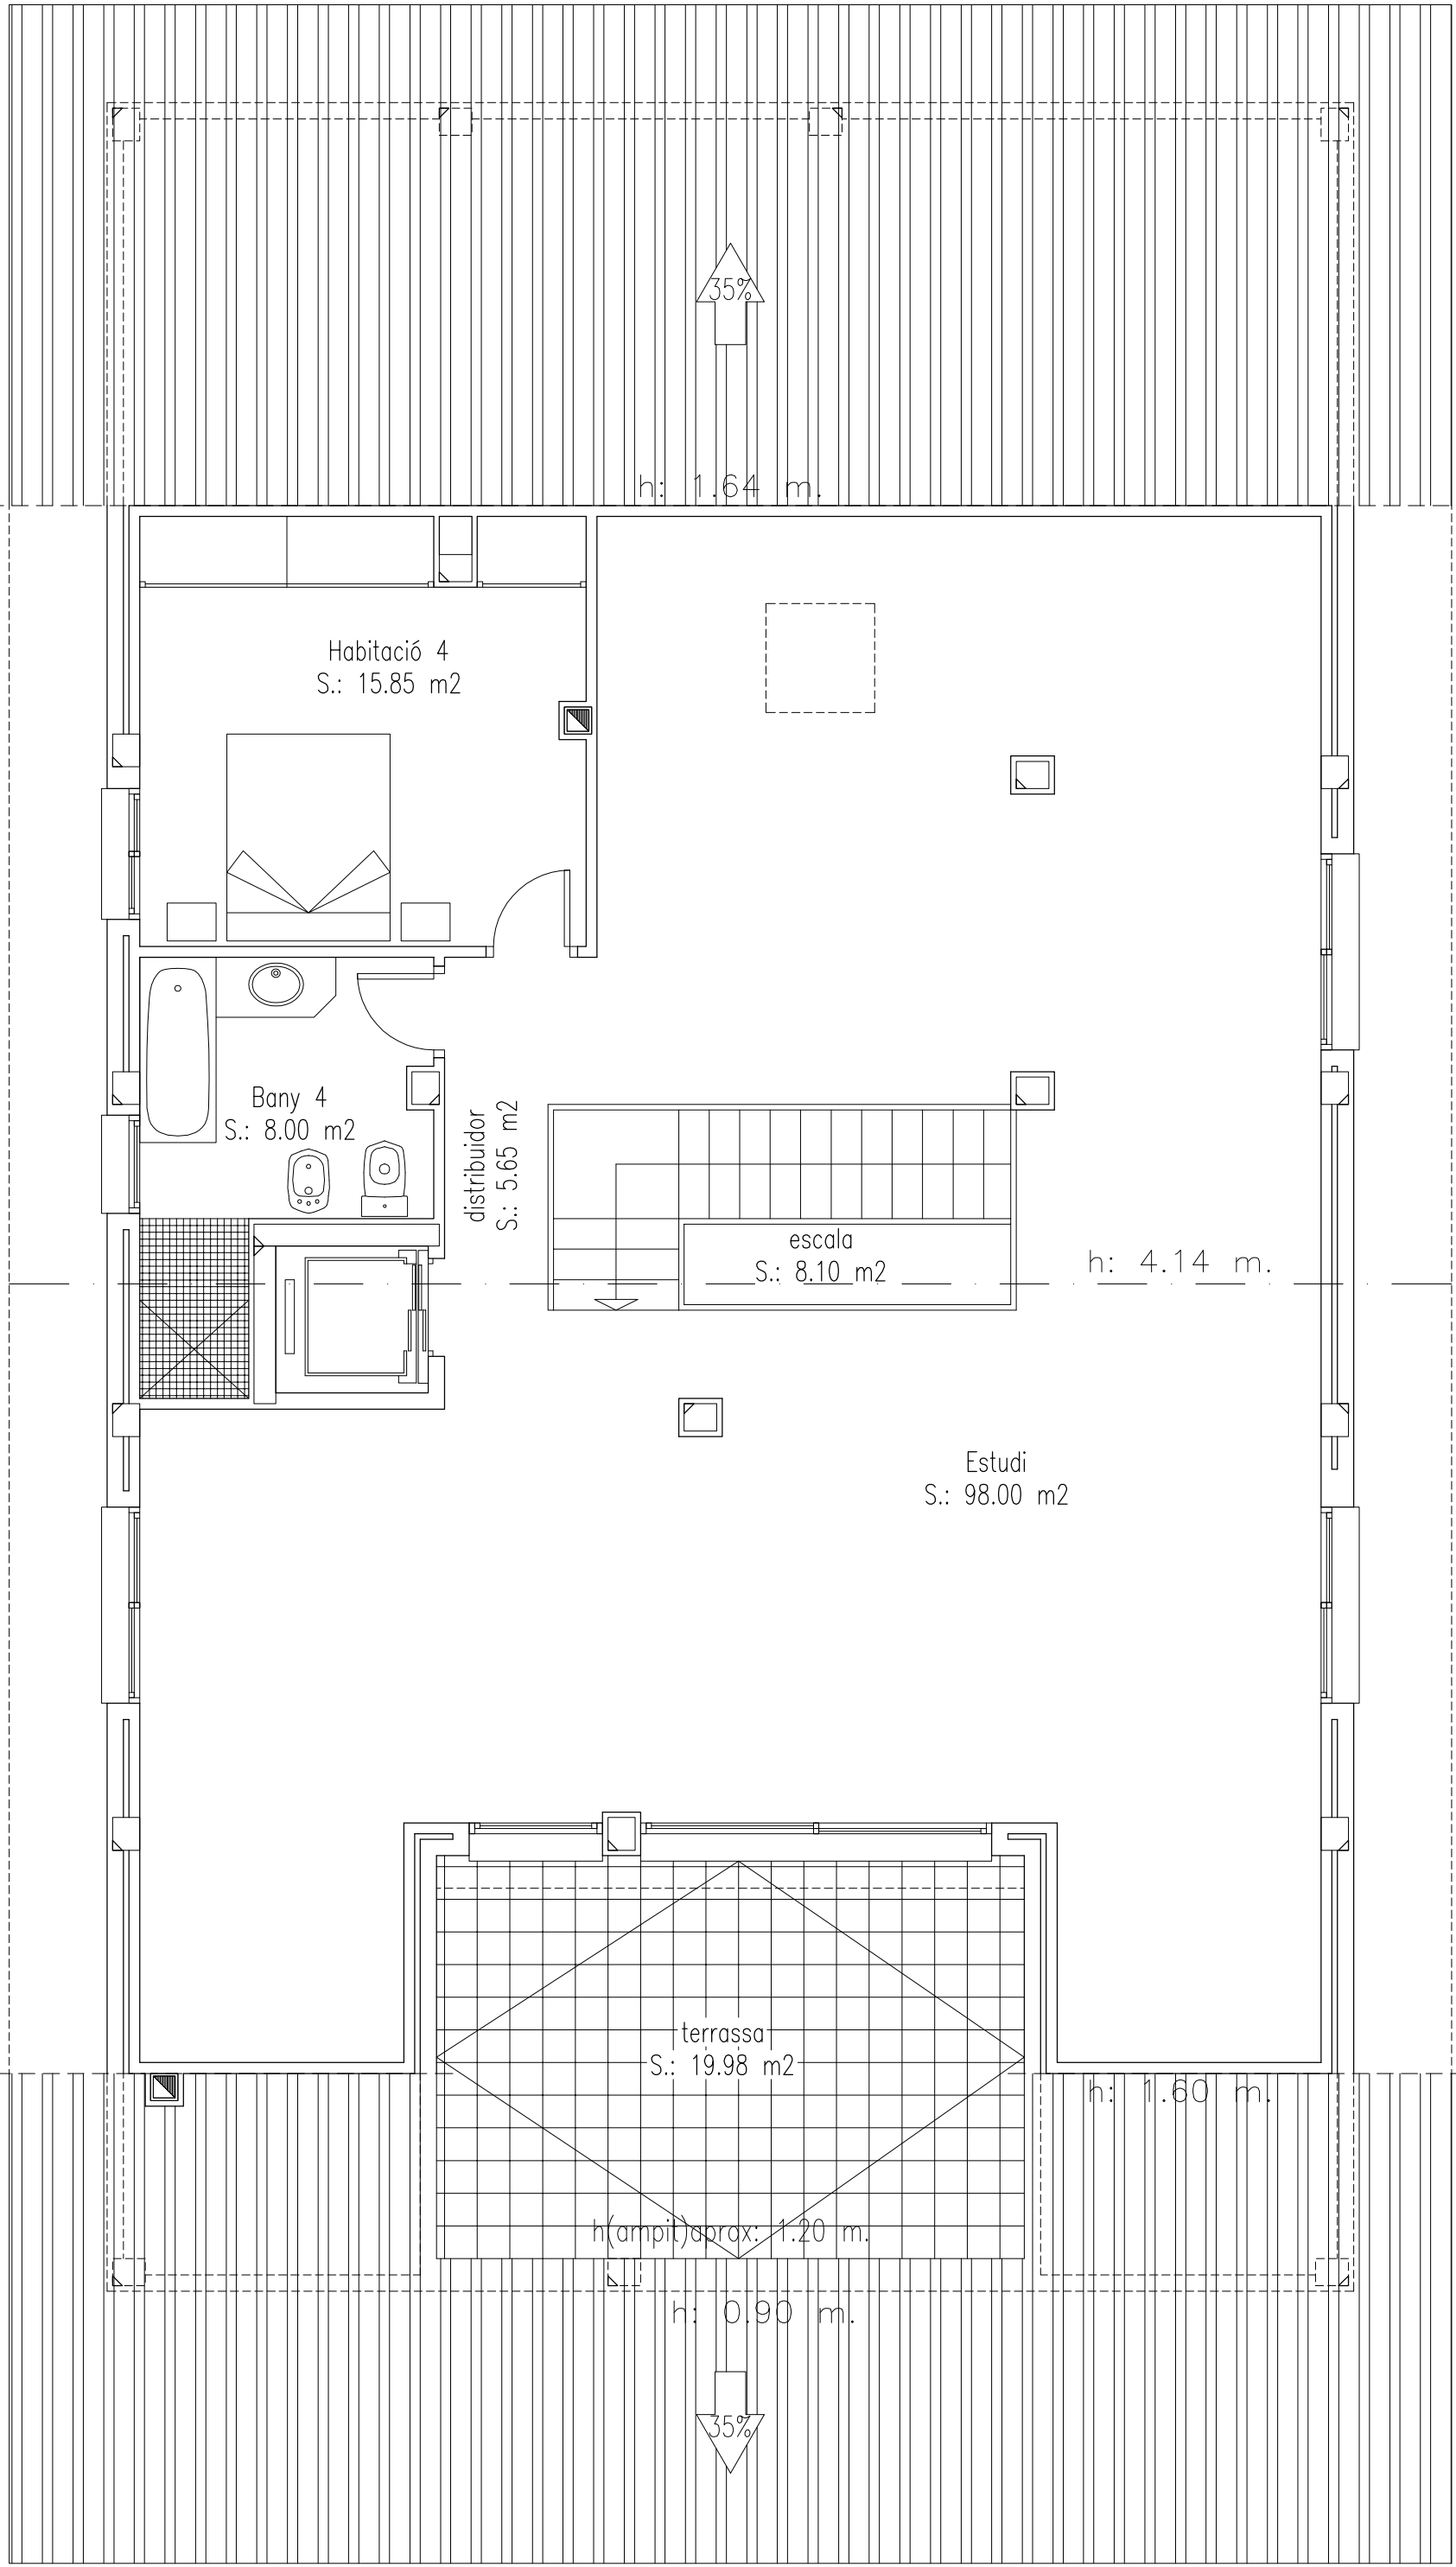 35%
h: 1.64 m.
Habitació 4
S.: 15.85 m2
Bany 4
S.: 8.00 m2
distribuidor
S.: 5.65 m2
escala
S.: 8.10 m2
h: 4.14 m.
Estudi
S.: 98.00 m2
terrassa
S.: 19.98 m2
h: 1.60 m.
h(ampit)aprox: 1.20 m.
h: 0.90 m.
35%